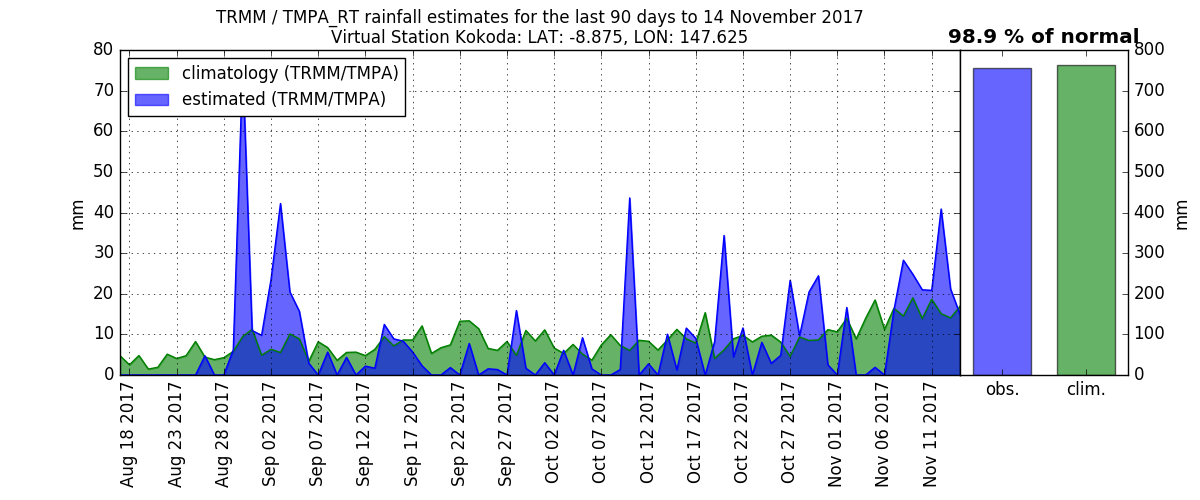 TRMM / TMPA_RT rainfall estimates for the last 90 days to 14 November 2017
Virtual Station Kokoda: LAT: -8.875, LON: 147.625
98.9 % of normal
climatology (TRMM/TMPA)
estimated (TRMM/TMPA)
80
70
60
50
40
30
20
10
0
mm
800
700
600
500
400
300
200
100
0
mm
obs.
clim.
Aug 18 2017
Aug 23 2017
Aug 28 2017
Sep 02 2017
Sep 07 2017
Sep 12 2017
Sep 17 2017
Sep 22 2017
Sep 27 2017
Oct 02 2017
Oct 07 2017
Oct 12 2017
Oct 17 2017
Oct 22 2017
Oct 27 2017
Nov 01 2017
Nov 06 2017
Nov 11 2017